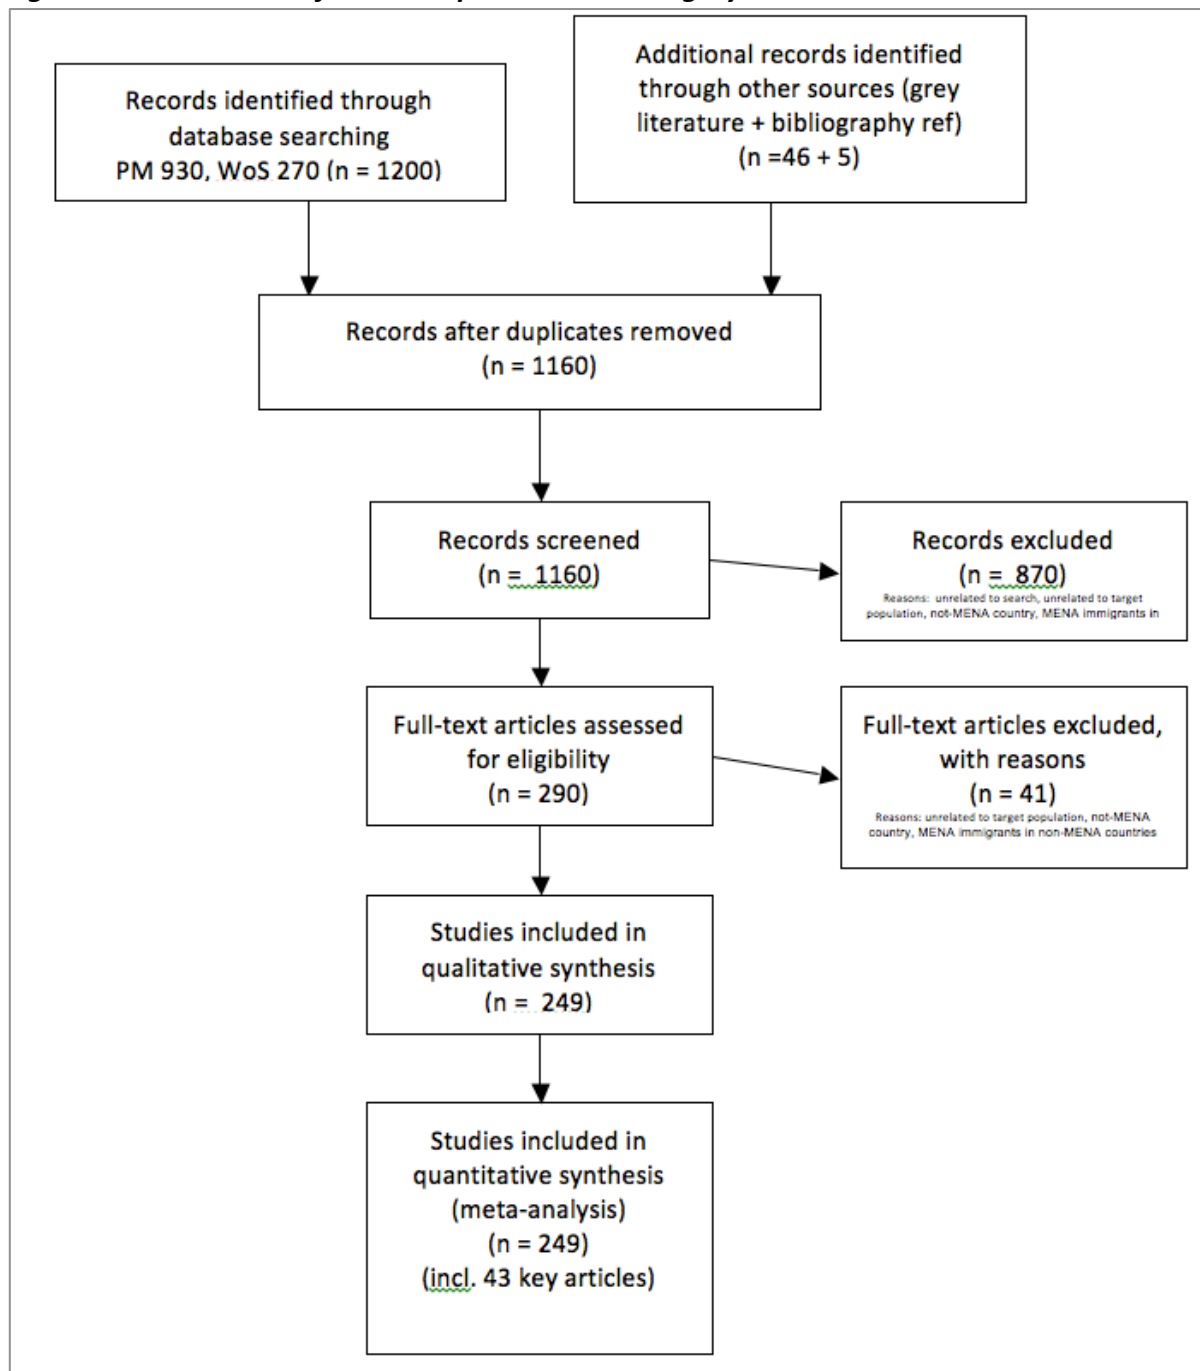 Records identified through
database searching
PM 930, WoS 270 (n = 1200)
Additional records identified
through other sources (grey
literature + bibliography ref)
(n =46 + 5)
Records after duplicates removed
(n = 1160)
Records screened
(n = 1160)
Records excluded
(n = 870)
Reasons: unrelated to search, unrelated to target
population, not-MENA country, MENA immigrants in
Full-text articles assessed
for eligibility
(n = 290)
Full-text articles excluded,
with reasons
(n = 41)
Reasons: unrelated to target population, not-MENA
country, MENA immigrants in non-MENA countries
Studies included in
qualitative synthesis
(n = 249)
Studies included in
quantitative synthesis
(meta-analysis)
(n = 249)
(incl. 43 key articles)